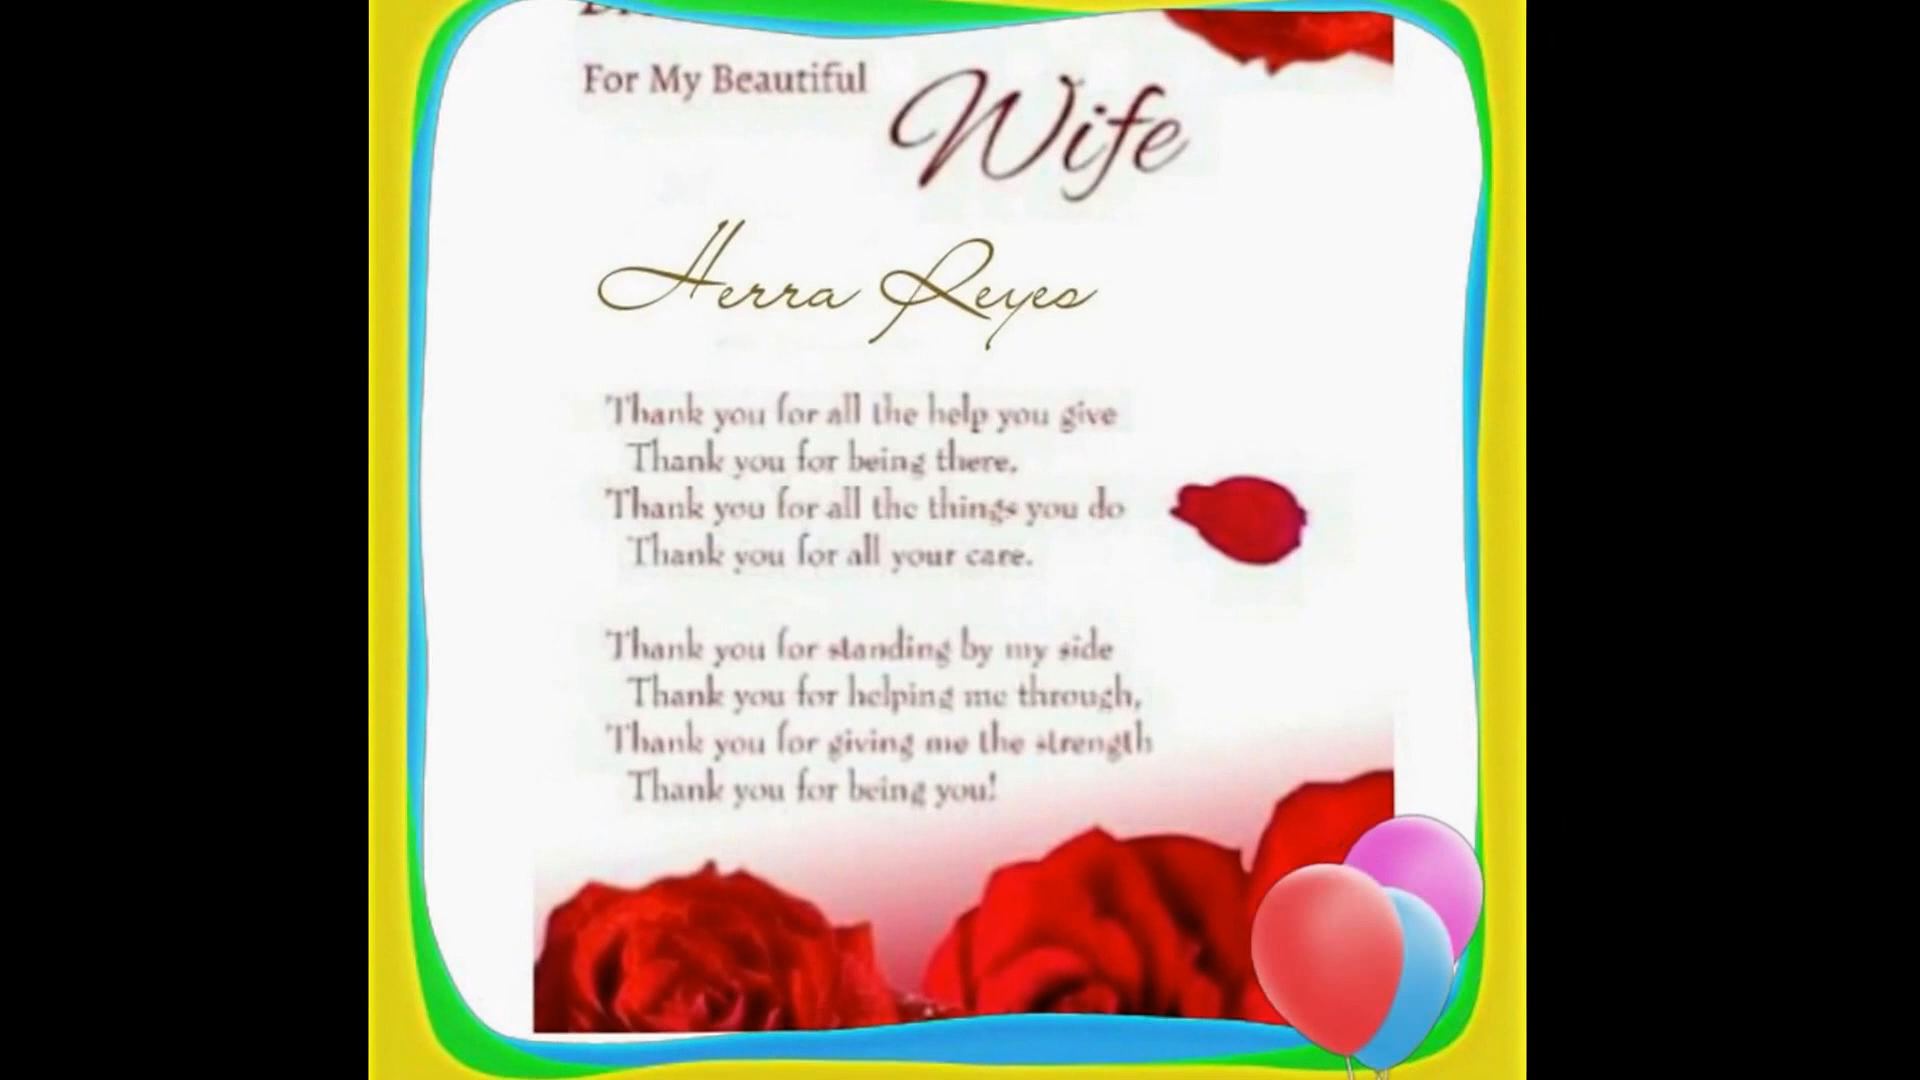 For My Beautiful
Wife
Herra Reyes
Thank you for all the help you give
Thank you for being there,
Thank you for all the things you do
Thank you for all your care.
Thank you for standing by my side
Thank you for helping me through,
Thank you for giving me the strength
Thank you for being you!